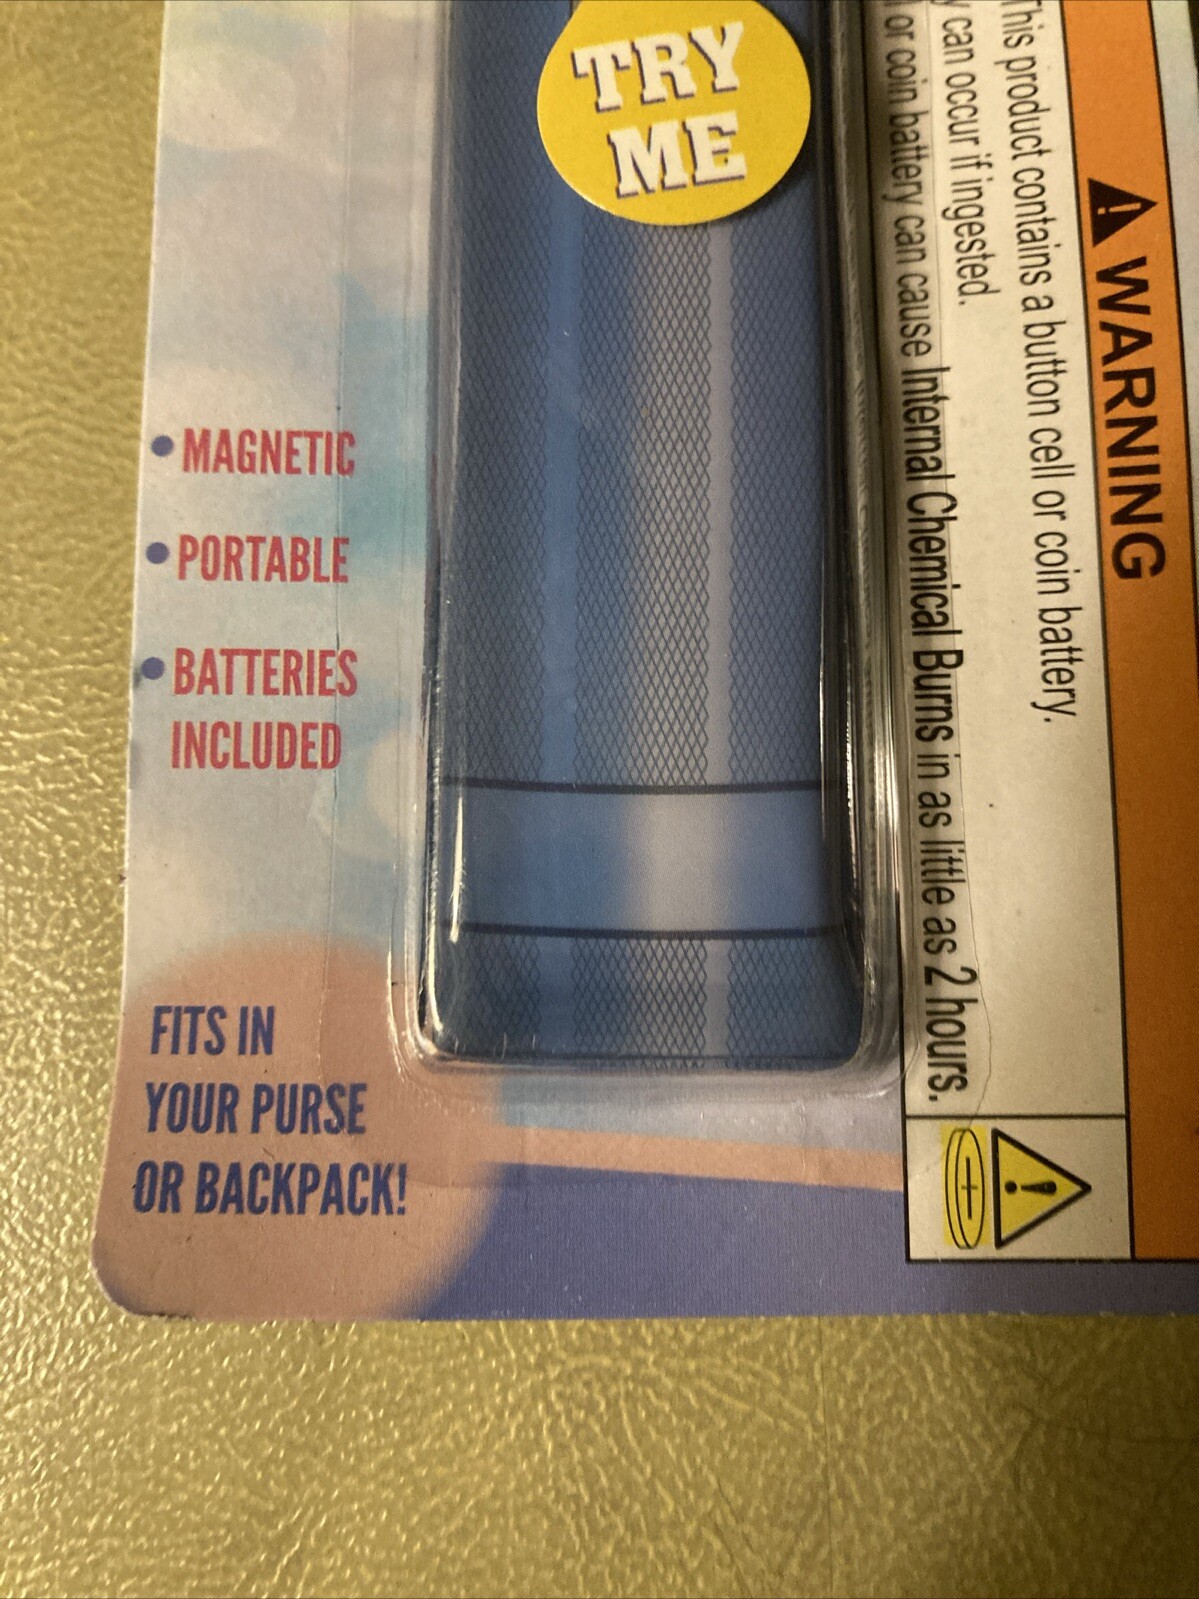 TRY
ME
• MAGNETIC
• PORTABLE
• BATTERIES
INCLUDED
FITS IN
YOUR PURSE
OR BACKPACK!
WARNING
This product contains a button cell or coin battery.
can occur if ingested.
or coin battery can cause Internal Chemical Burns in as little as 2 hours.